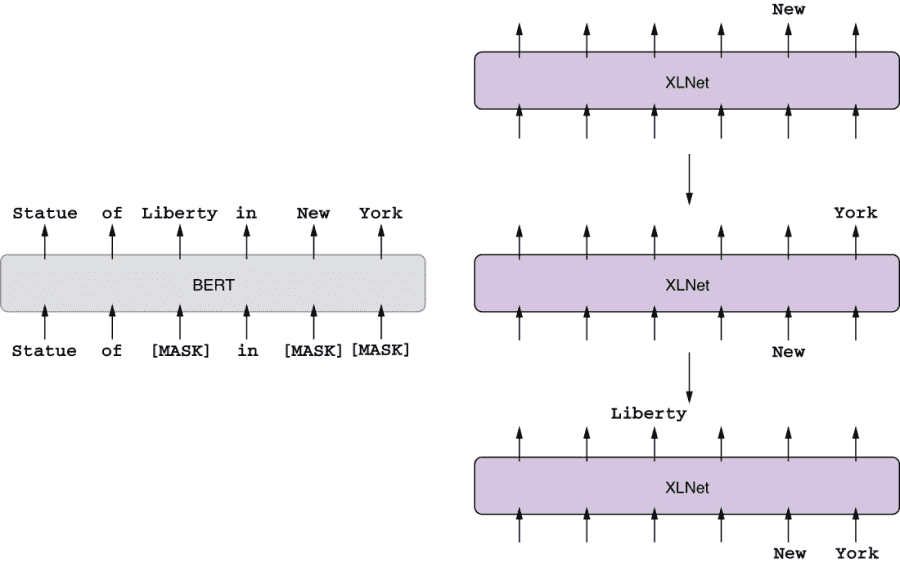 New
XLNet
York
Statue of Liberty in New York
BERT
XLNet
Statue of [MASK] in [MASK] [MASK]
New
Liberty
XLNet
New York